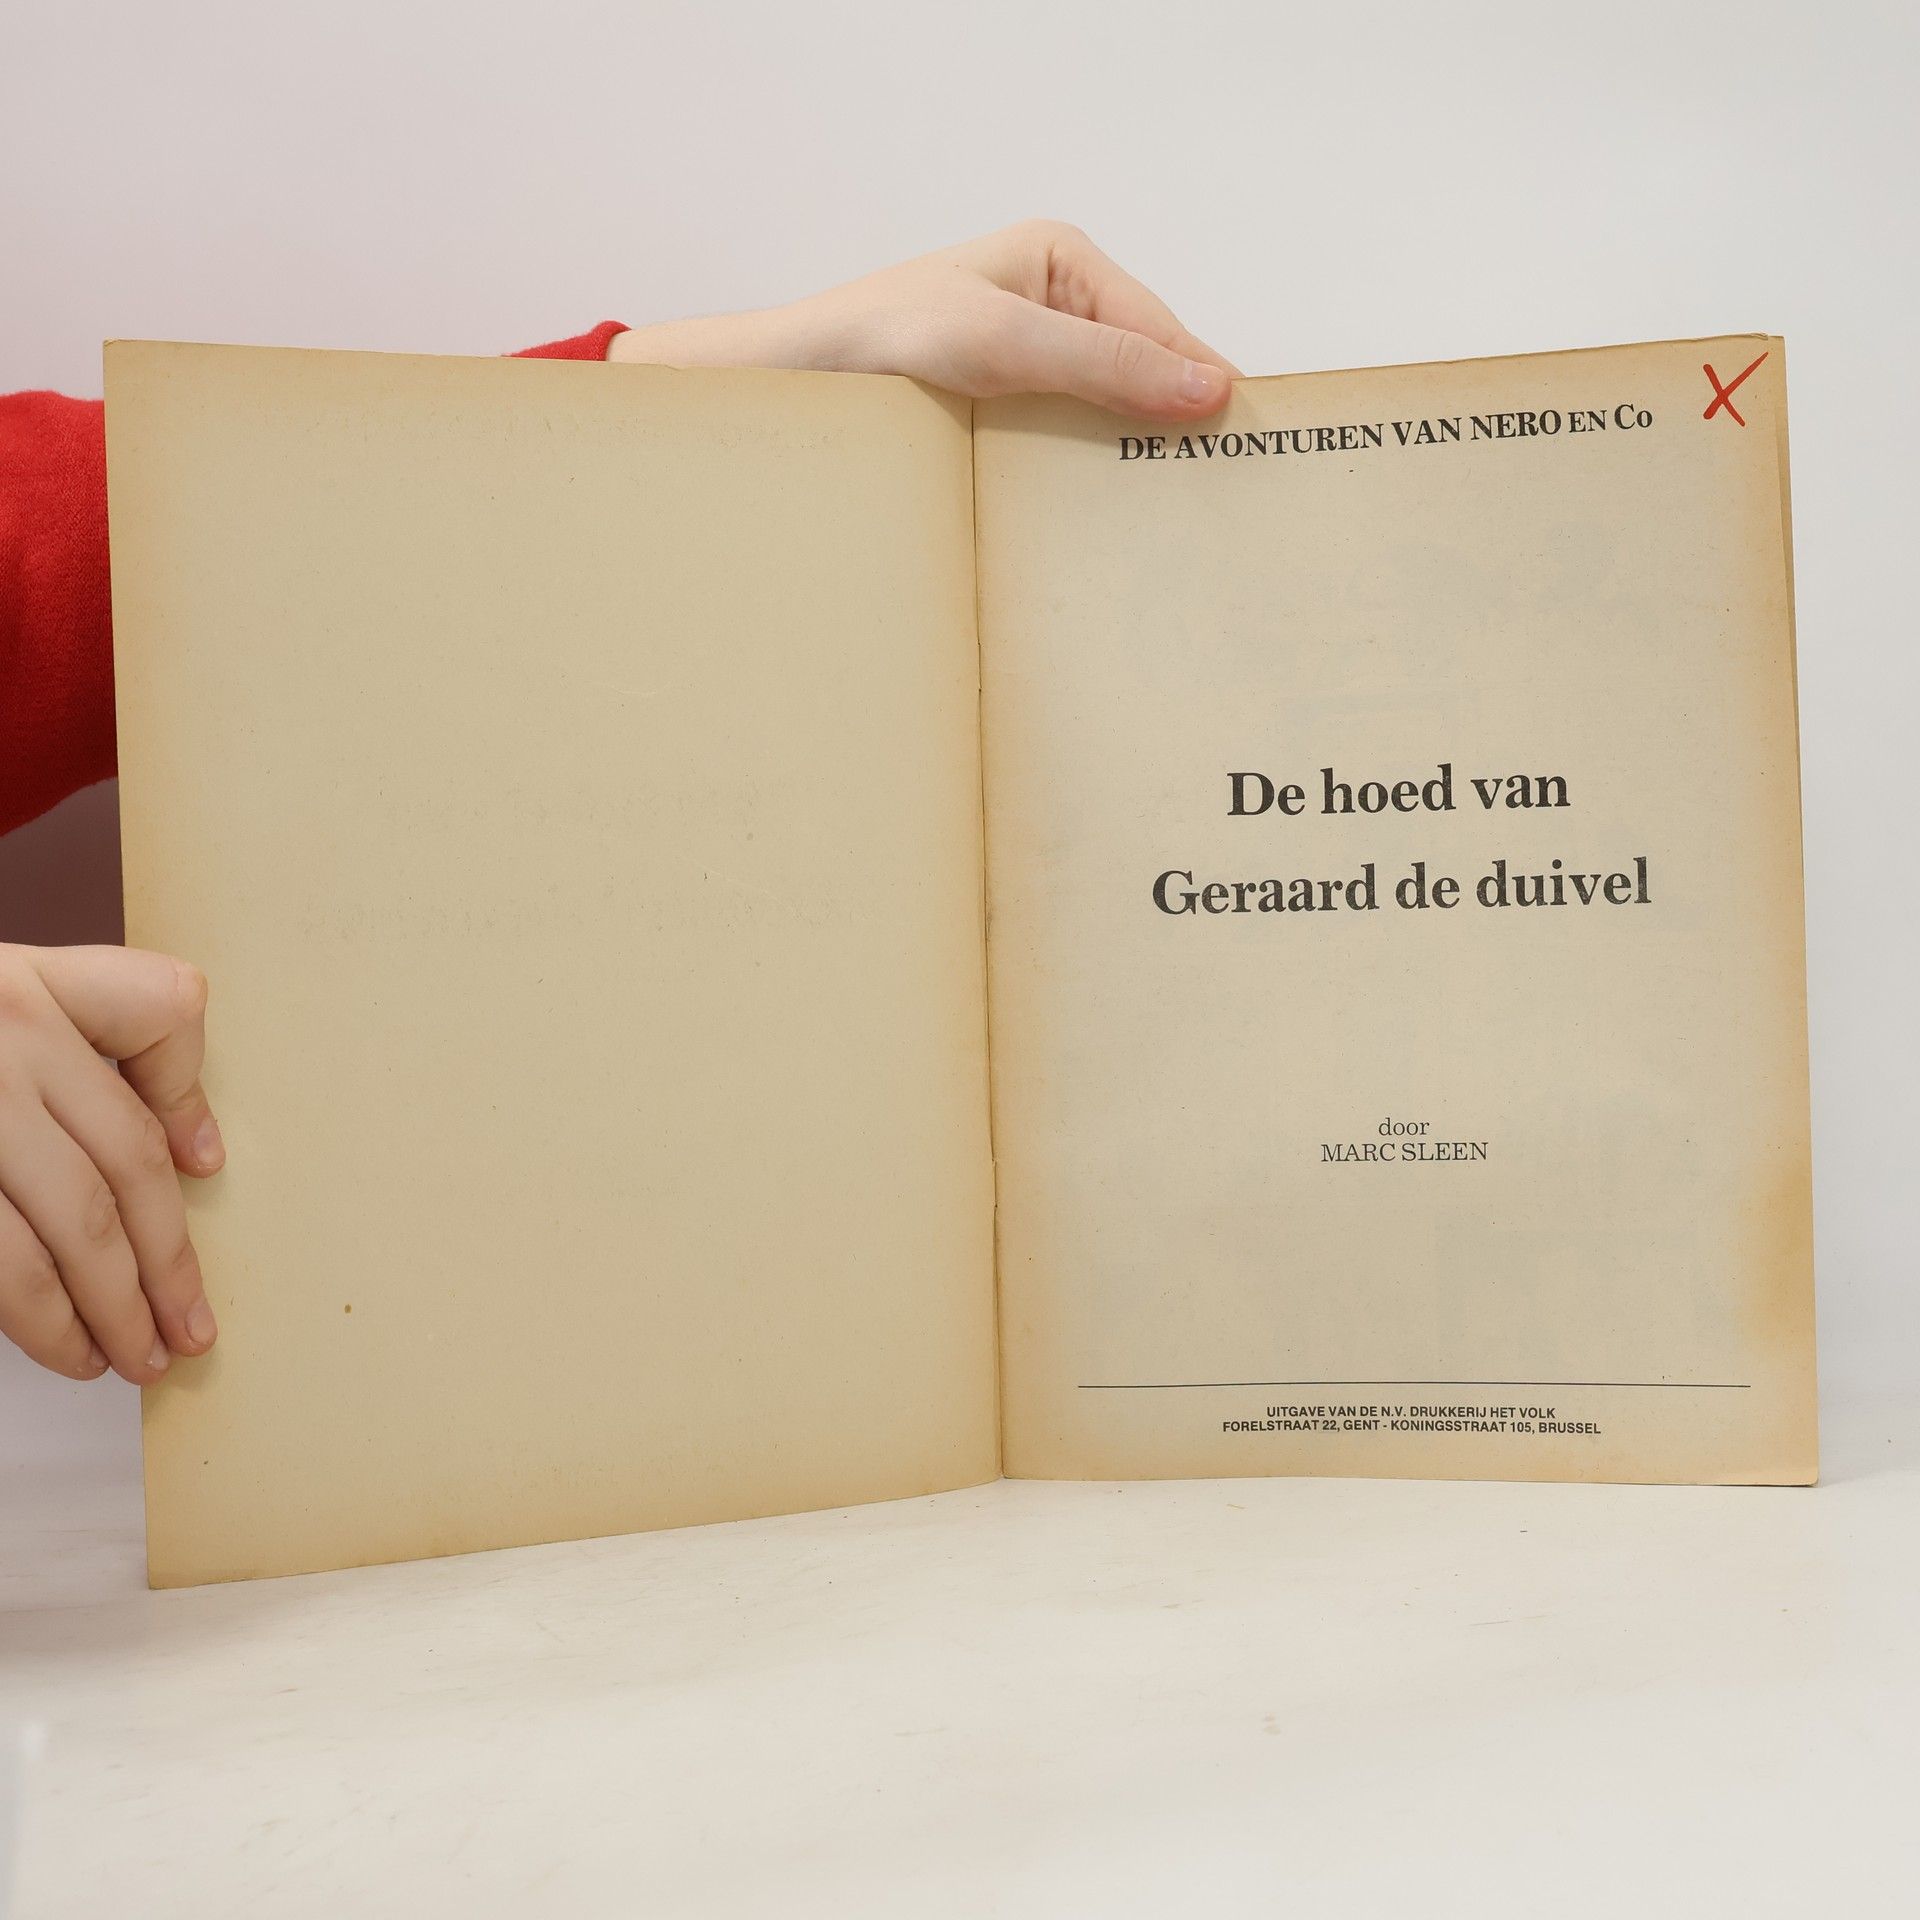 DE AVONTUREN VAN NERO EN Co
X
De hoed van
Geraard de duivel
door
MARC SLEEN
UITGAVE VAN DE N.V. DRUKKERIJ HET VOLK
FORELSTRAAT 22, GENT - KONINGSSTRAAT 105, BRUSSEL